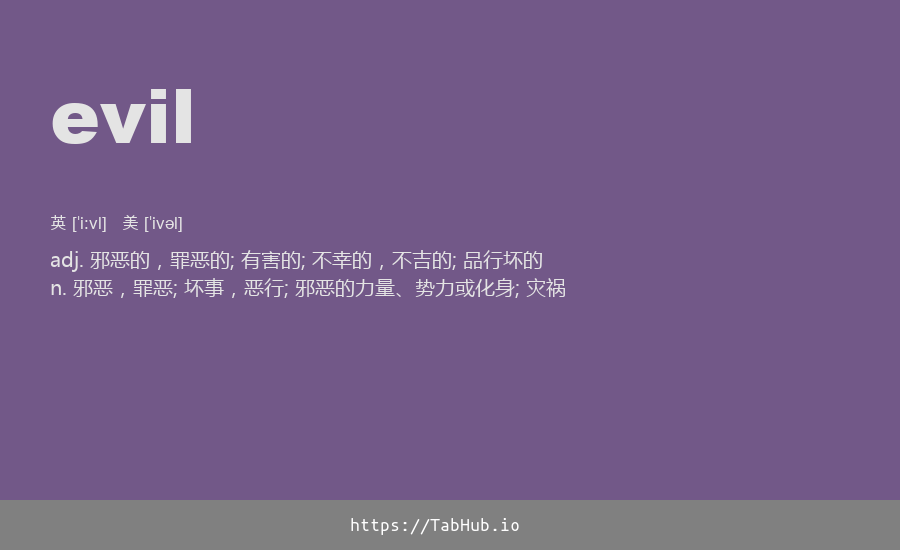 evil
英 ['i:vl] 美 ['ivəl]
adj. 邪恶的，罪恶的; 有害的; 不幸的，不吉的; 品行坏的
n. 邪恶，罪恶; 坏事，恶行; 邪恶的力量、势力或化身; 灾祸
https://TabHub.io